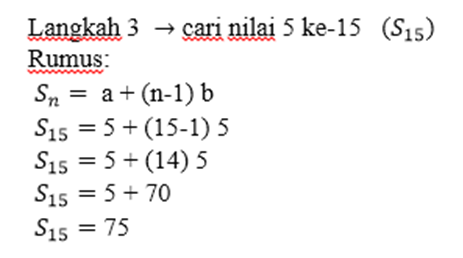 Langkah 3 → cari nilai 5 ke-15 (S₁₅)
Rumus:
Sₙ = a + (n-1) b
S₁₅ = 5 + (15-1) 5
S₁₅ = 5 + (14) 5
S₁₅ = 5 + 70
S₁₅ = 75